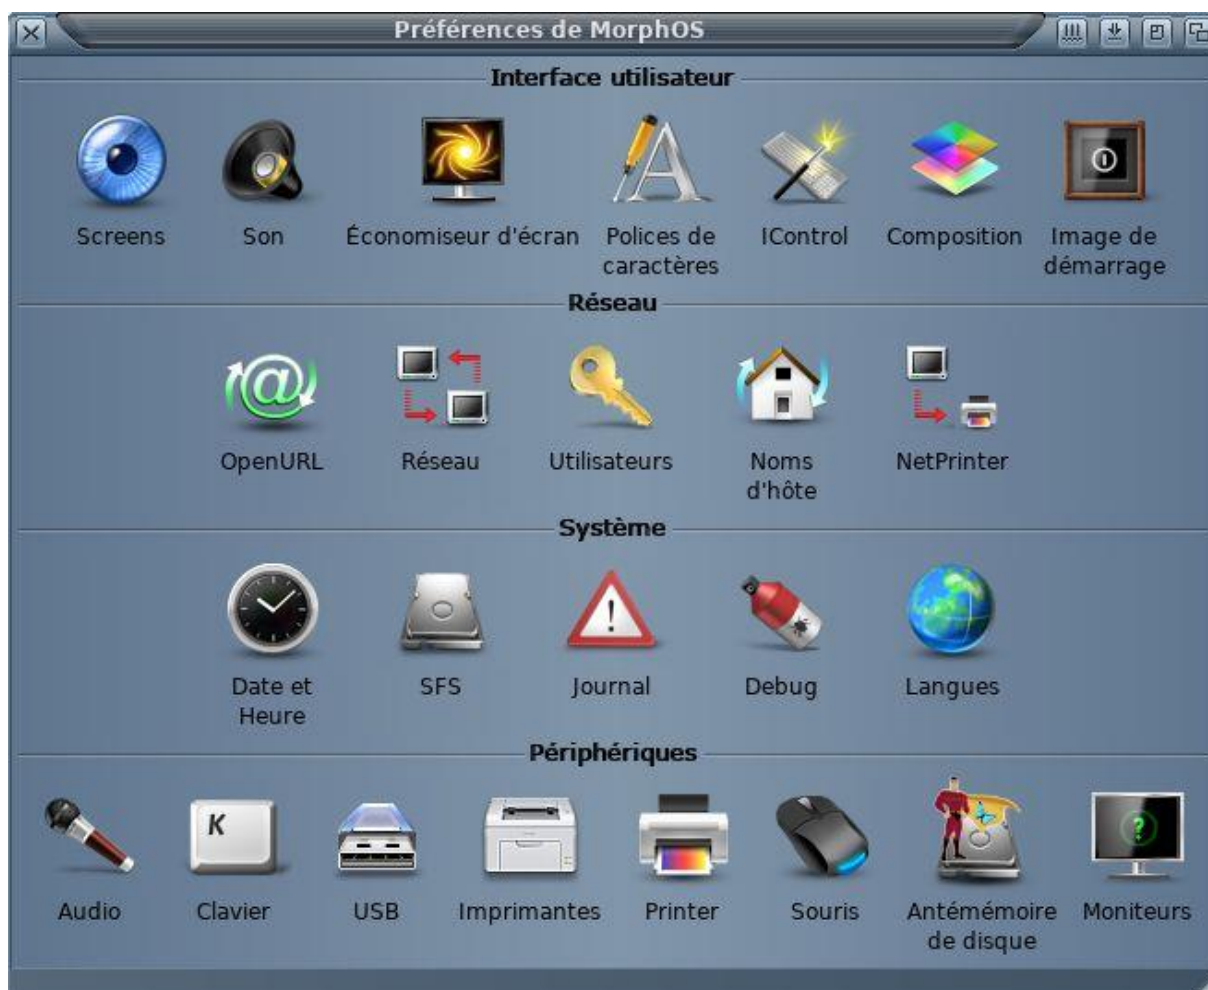 Préférences de MorphOS
Interface utilisateur
Screens
Son
Économiseur d'écran
Polices de
caractères
IControl
Composition
Image de
démarrage
Réseau
@
OpenURL
Réseau
Utilisateurs
Noms
d'hôte
NetPrinter
Système
Date et
Heure
SFS
!
Journal
Debug
Langues
Périphériques
Audio
K
Clavier
USB
Imprimantes
Printer
Souris
Antémémoire
de disque
?
Moniteurs